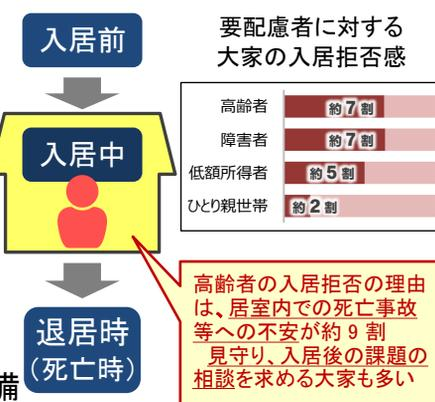 入居前
入居中
退居時
(死亡時)
備
要配慮者に対する
大家の入居拒否感
高齢者 約7割
障害者 約7割
低額所得者 約5割
ひとり親世帯 約2割
高齢者の入居拒否の理由
は、居室内での死亡事故
等への不安が約9割
見守り、入居後の課題の
相談を求める大家も多い